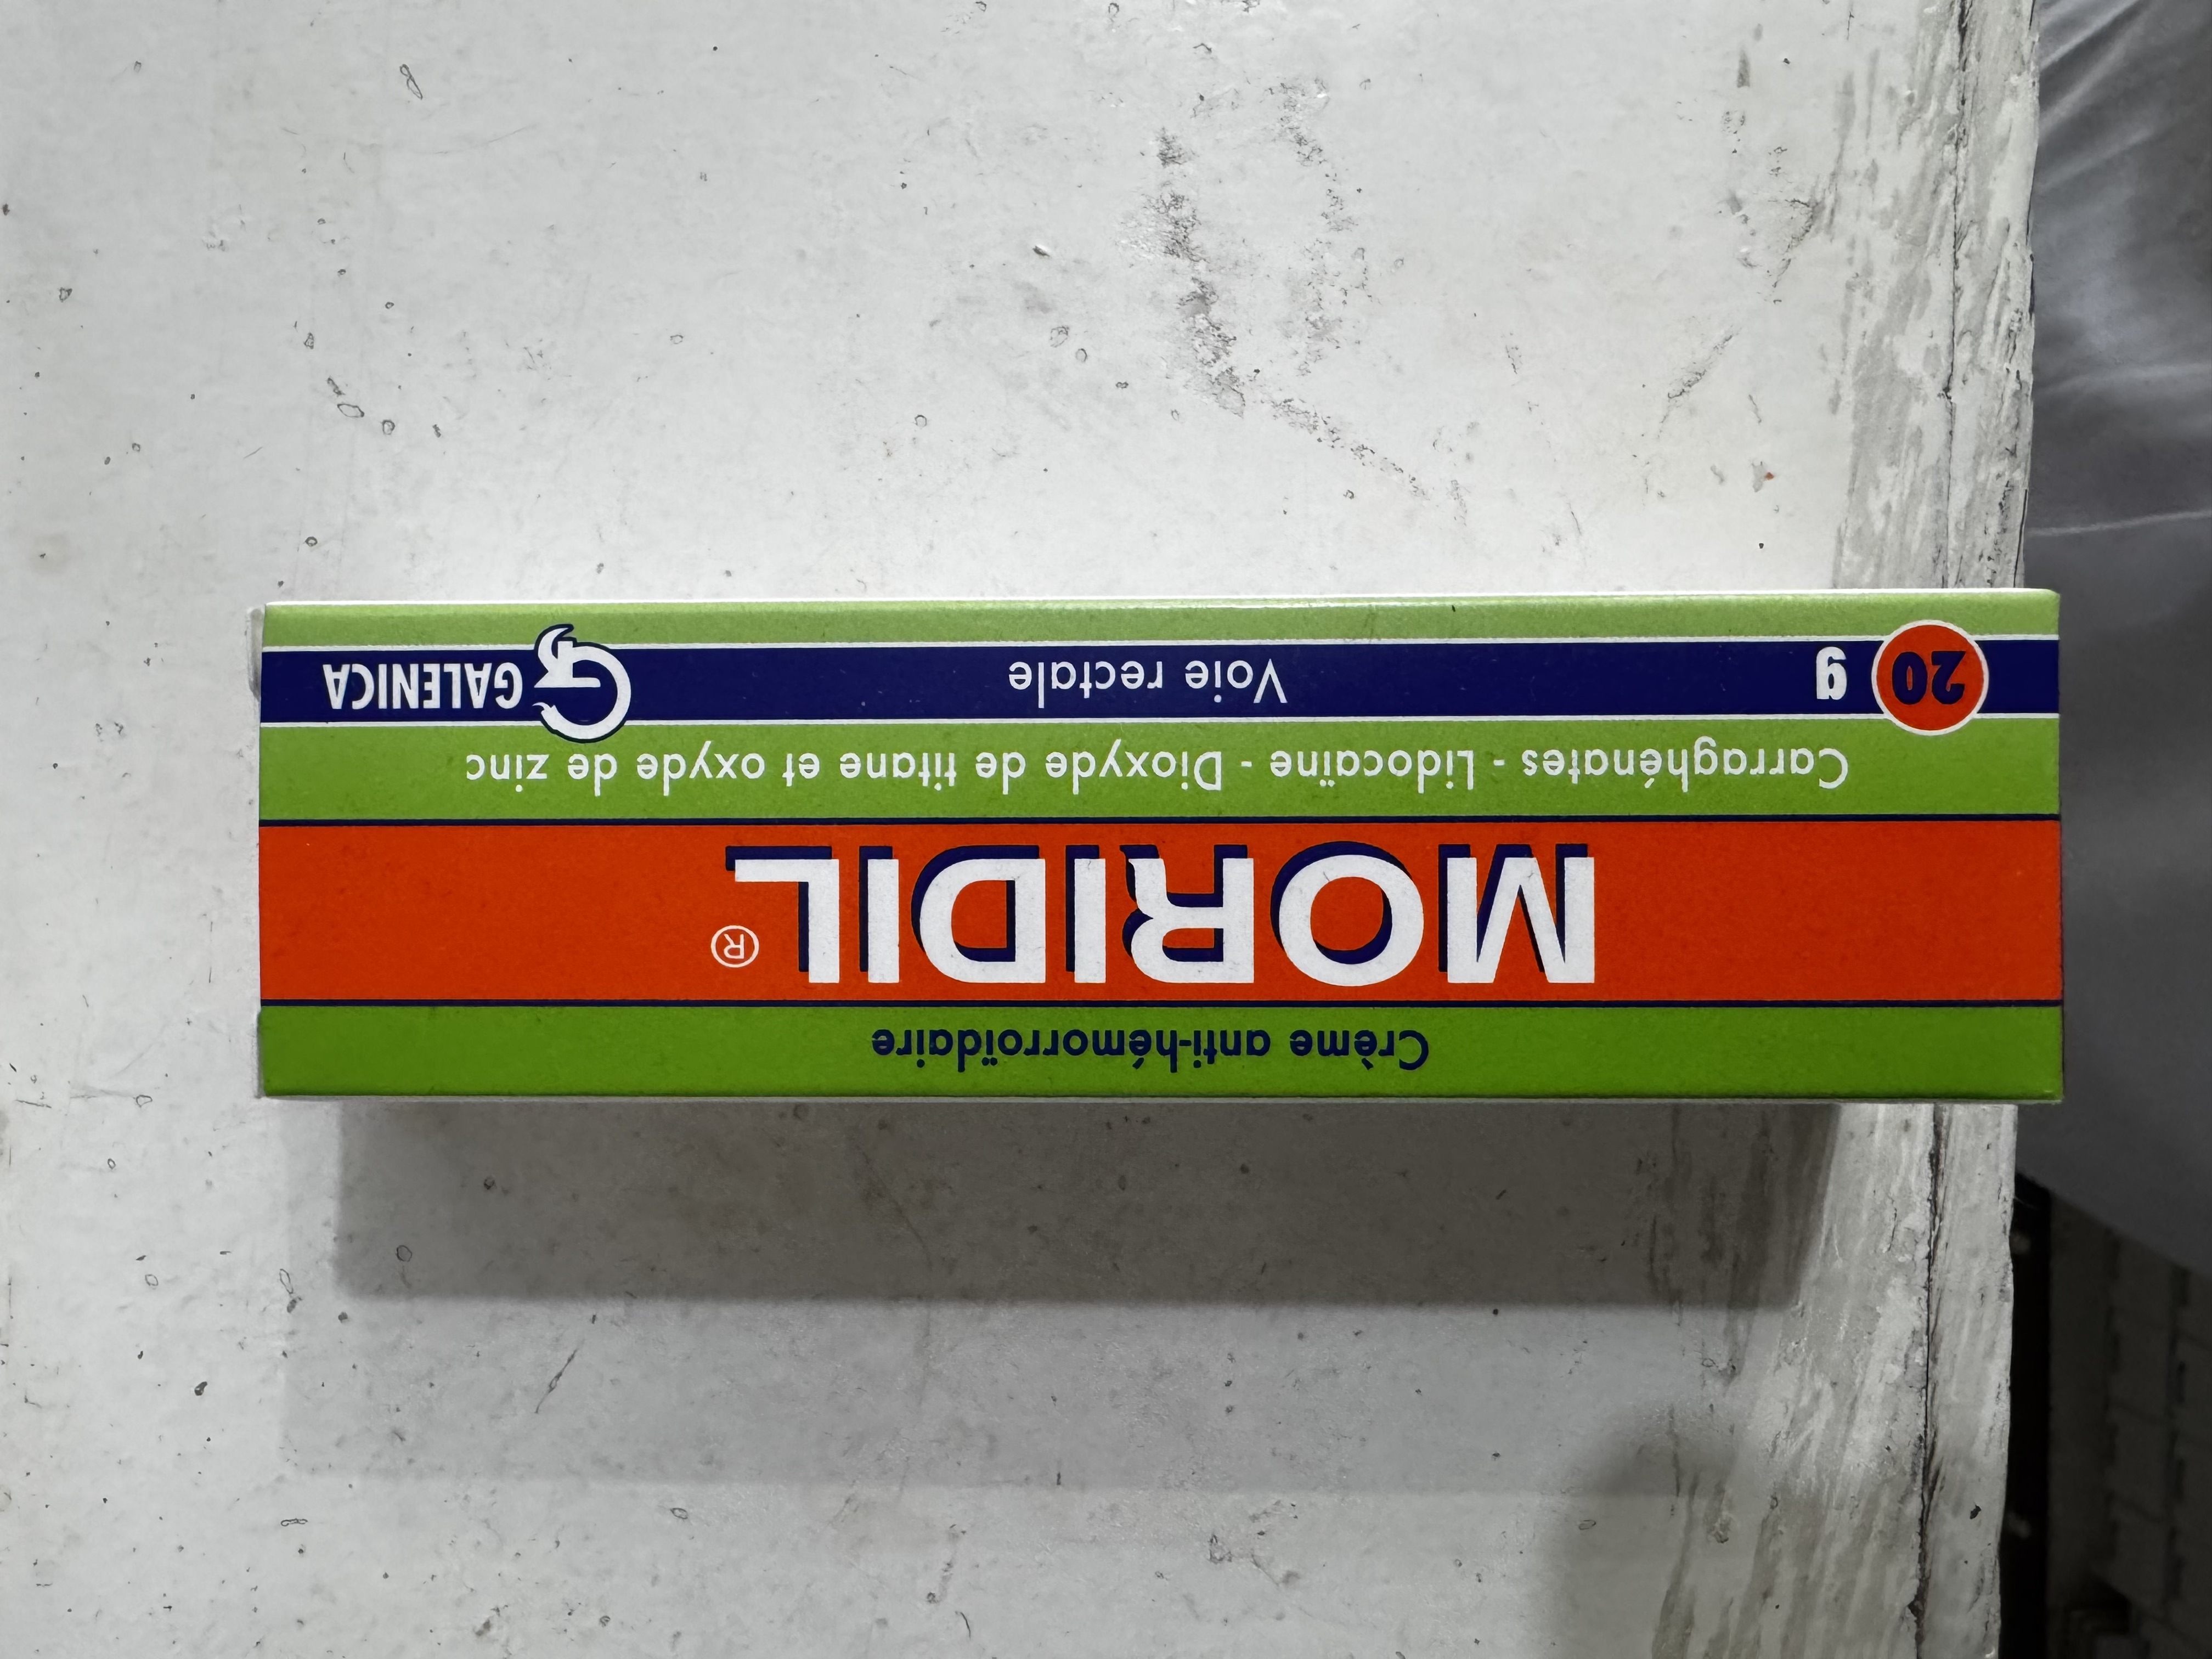 Crème anti-hémorroïdaire
MORIDIL®
Carraghénates - Lidocaïne - Dioxyde de titane et oxyde de zinc
20 g
Voie rectale
G GALENICA